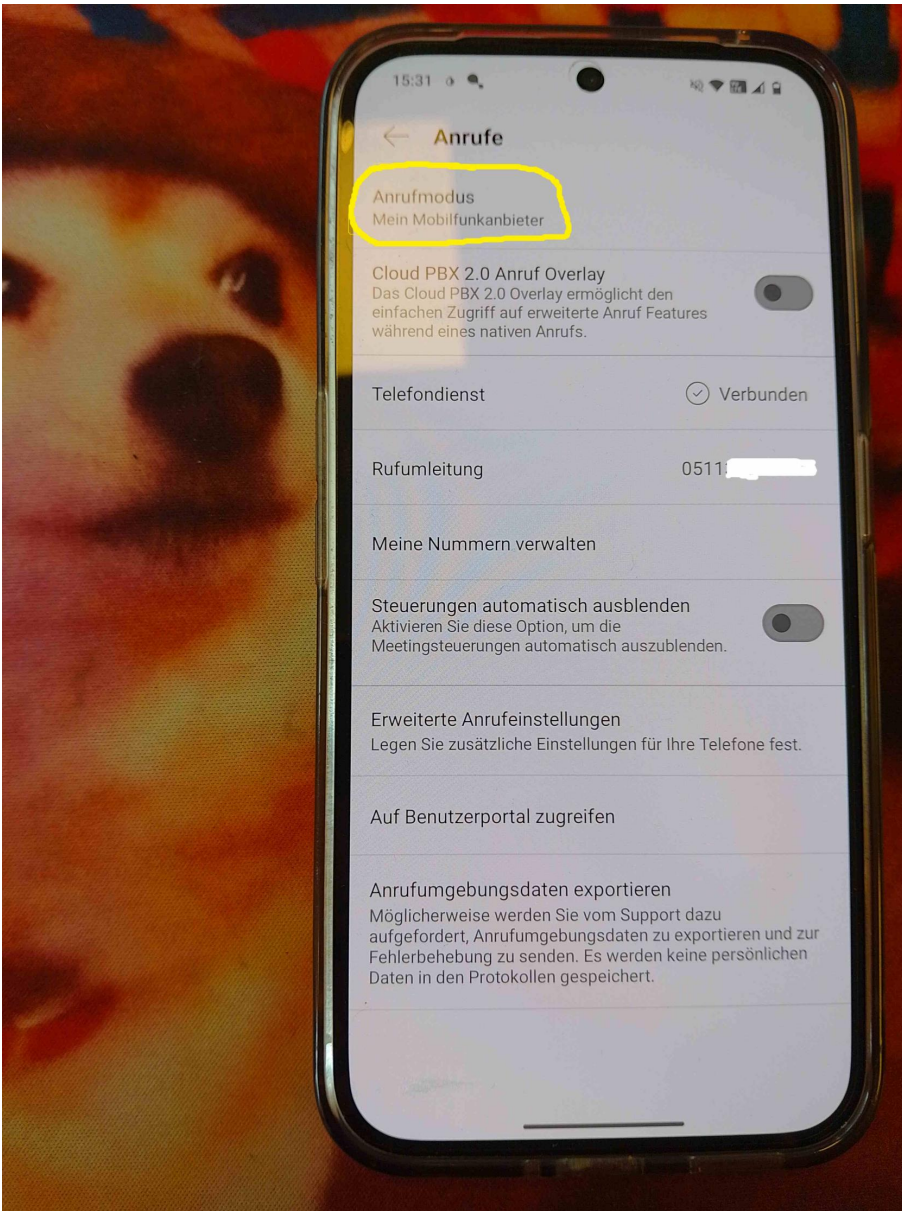 15:31
Anrufe
Anrufmodus
Mein Mobilfunkanbieter
Cloud PBX 2.0 Anruf Overlay
Das Cloud PBX 2.0 Overlay ermöglicht den
einfachen Zugriff auf erweiterte Anruf Features
während eines nativen Anrufs.
Telefondienst
Verbunden
Rufumleitung
0511
Meine Nummern verwalten
Steuerungen automatisch ausblenden
Aktivieren Sie diese Option, um die
Meetingsteuerungen automatisch auszublenden.
Erweiterte Anrufeinstellungen
Legen Sie zusätzliche Einstellungen für Ihre Telefone fest.
Auf Benutzerportal zugreifen
Anrufumgebungsdaten exportieren
Möglicherweise werden Sie vom Support dazu
aufgefordert, Anrufumgebungsdaten zu exportieren und zur
Fehlerbehebung zu senden. Es werden keine persönlichen
Daten in den Protokollen gespeichert.